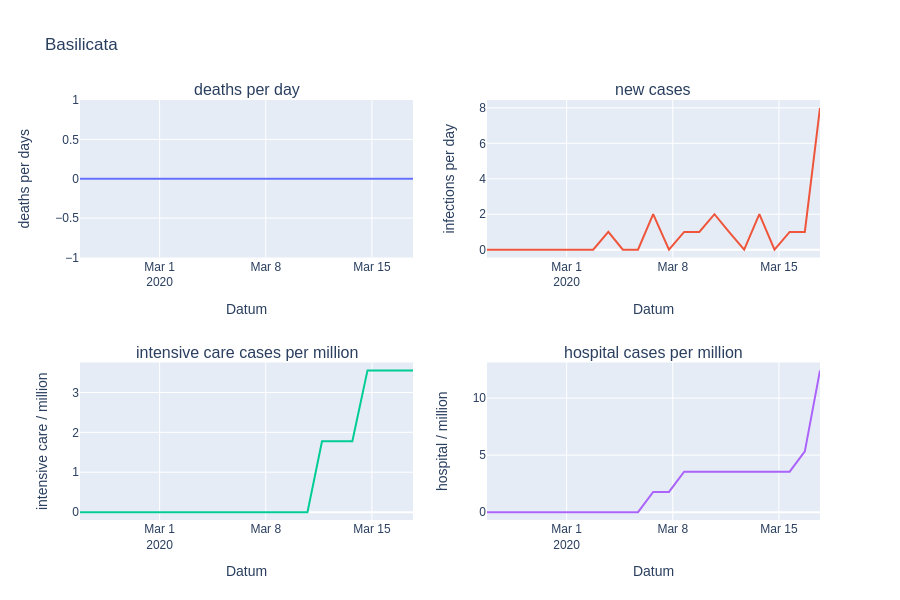 Basilicata
deaths per day
new cases
deaths per days
1
0.5
0
−0.5
−1
Mar 1
2020
Mar 8
Mar 15
Datum
infections per day
8
6
4
2
0
Mar 1
2020
Mar 8
Mar 15
Datum
intensive care cases per million
hospital cases per million
intensive care / million
3
2
1
0
Mar 1
2020
Mar 8
Mar 15
Datum
hospital / million
10
5
0
Mar 1
2020
Mar 8
Mar 15
Datum